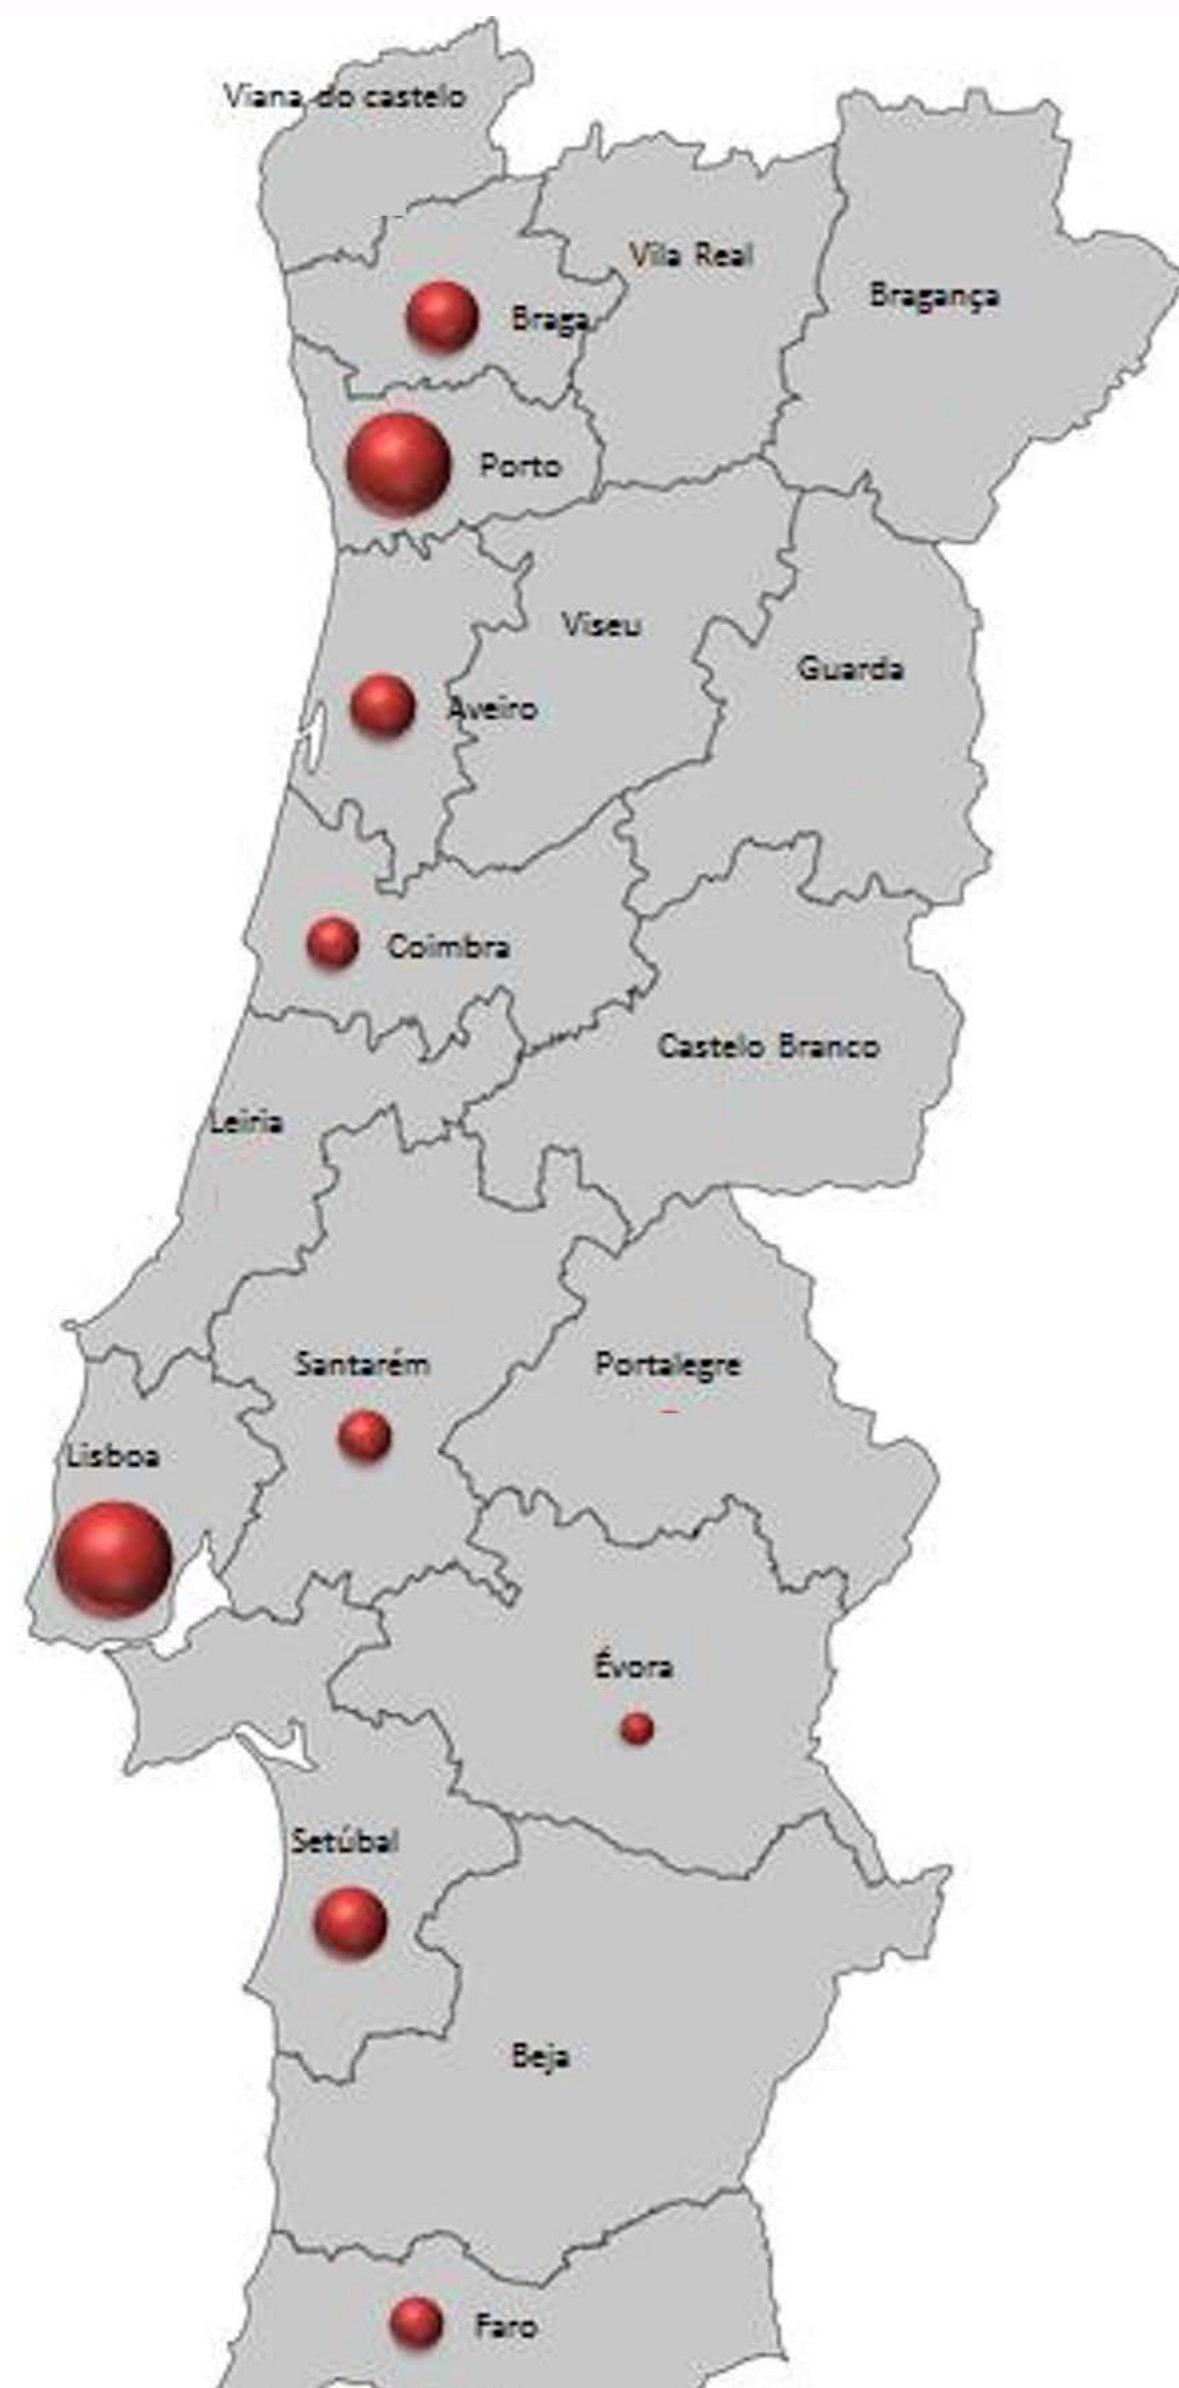 Viana do castelo
Vila Real
Bragança
Braga
Porto
Viseu
Guarda
Aveiro
Coimbra
Castelo Branco
Leiria
Santarém
Portalegre
Lisboa
Évora
Setúbal
Beja
Faro